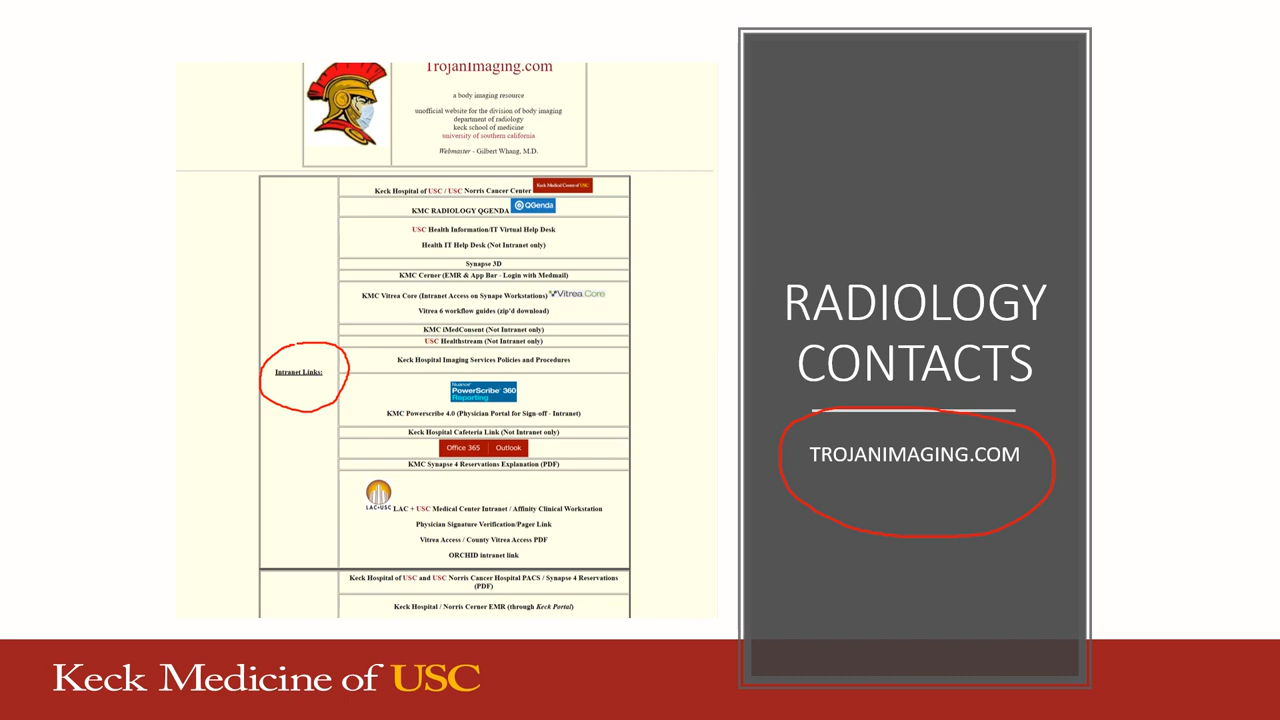 TrojanImaging.com
a body imaging resource
unofficial website for the division of body imaging
department of radiology
keck school of medicine
university of southern california
Webmaster - Gilbert Whang, M.D.
Keck Hospital of USC / USC Norris Cancer Center
Keck Medical Center of USC
KMC RADIOLOGY QGENDA
QGenda
USC Health Information/IT Virtual Help Desk
Health IT Help Desk (Not Intranet only)
Synapse 3D
KMC Cerner (EMR & App Bar - Login with Medmail)
KMC Vitrea Core (Intranet Access on Synape Workstations)
Vitrea Core
Vitrea 6 workflow guides (zip'd download)
KMC iMedConsent (Not Intranet only)
USC Healthstream (Not Intranet only)
Keck Hospital Imaging Services Policies and Procedures
Intranet Links:
Nuance
PowerScribe 360
Reporting
KMC Powerscribe 4.0 (Physician Portal for Sign-off - Intranet)
Keck Hospital Cafeteria Link (Not Intranet only)
Office 365 | Outlook
KMC Synapse 4 Reservations Explanation (PDF)
LAC+USC
LAC + USC Medical Center Intranet / Affinity Clinical Workstation
Physician Signature Verification/Pager Link
Vitrea Access / County Vitrea Access PDF
ORCHID intranet link
Keck Hospital of USC and USC Norris Cancer Hospital PACS / Synapse 4 Reservations
(PDF)
Keck Hospital / Norris Cerner EMR (through Keck Portal)
RADIOLOGY
CONTACTS
TROJANIMAGING.COM
Keck Medicine of USC